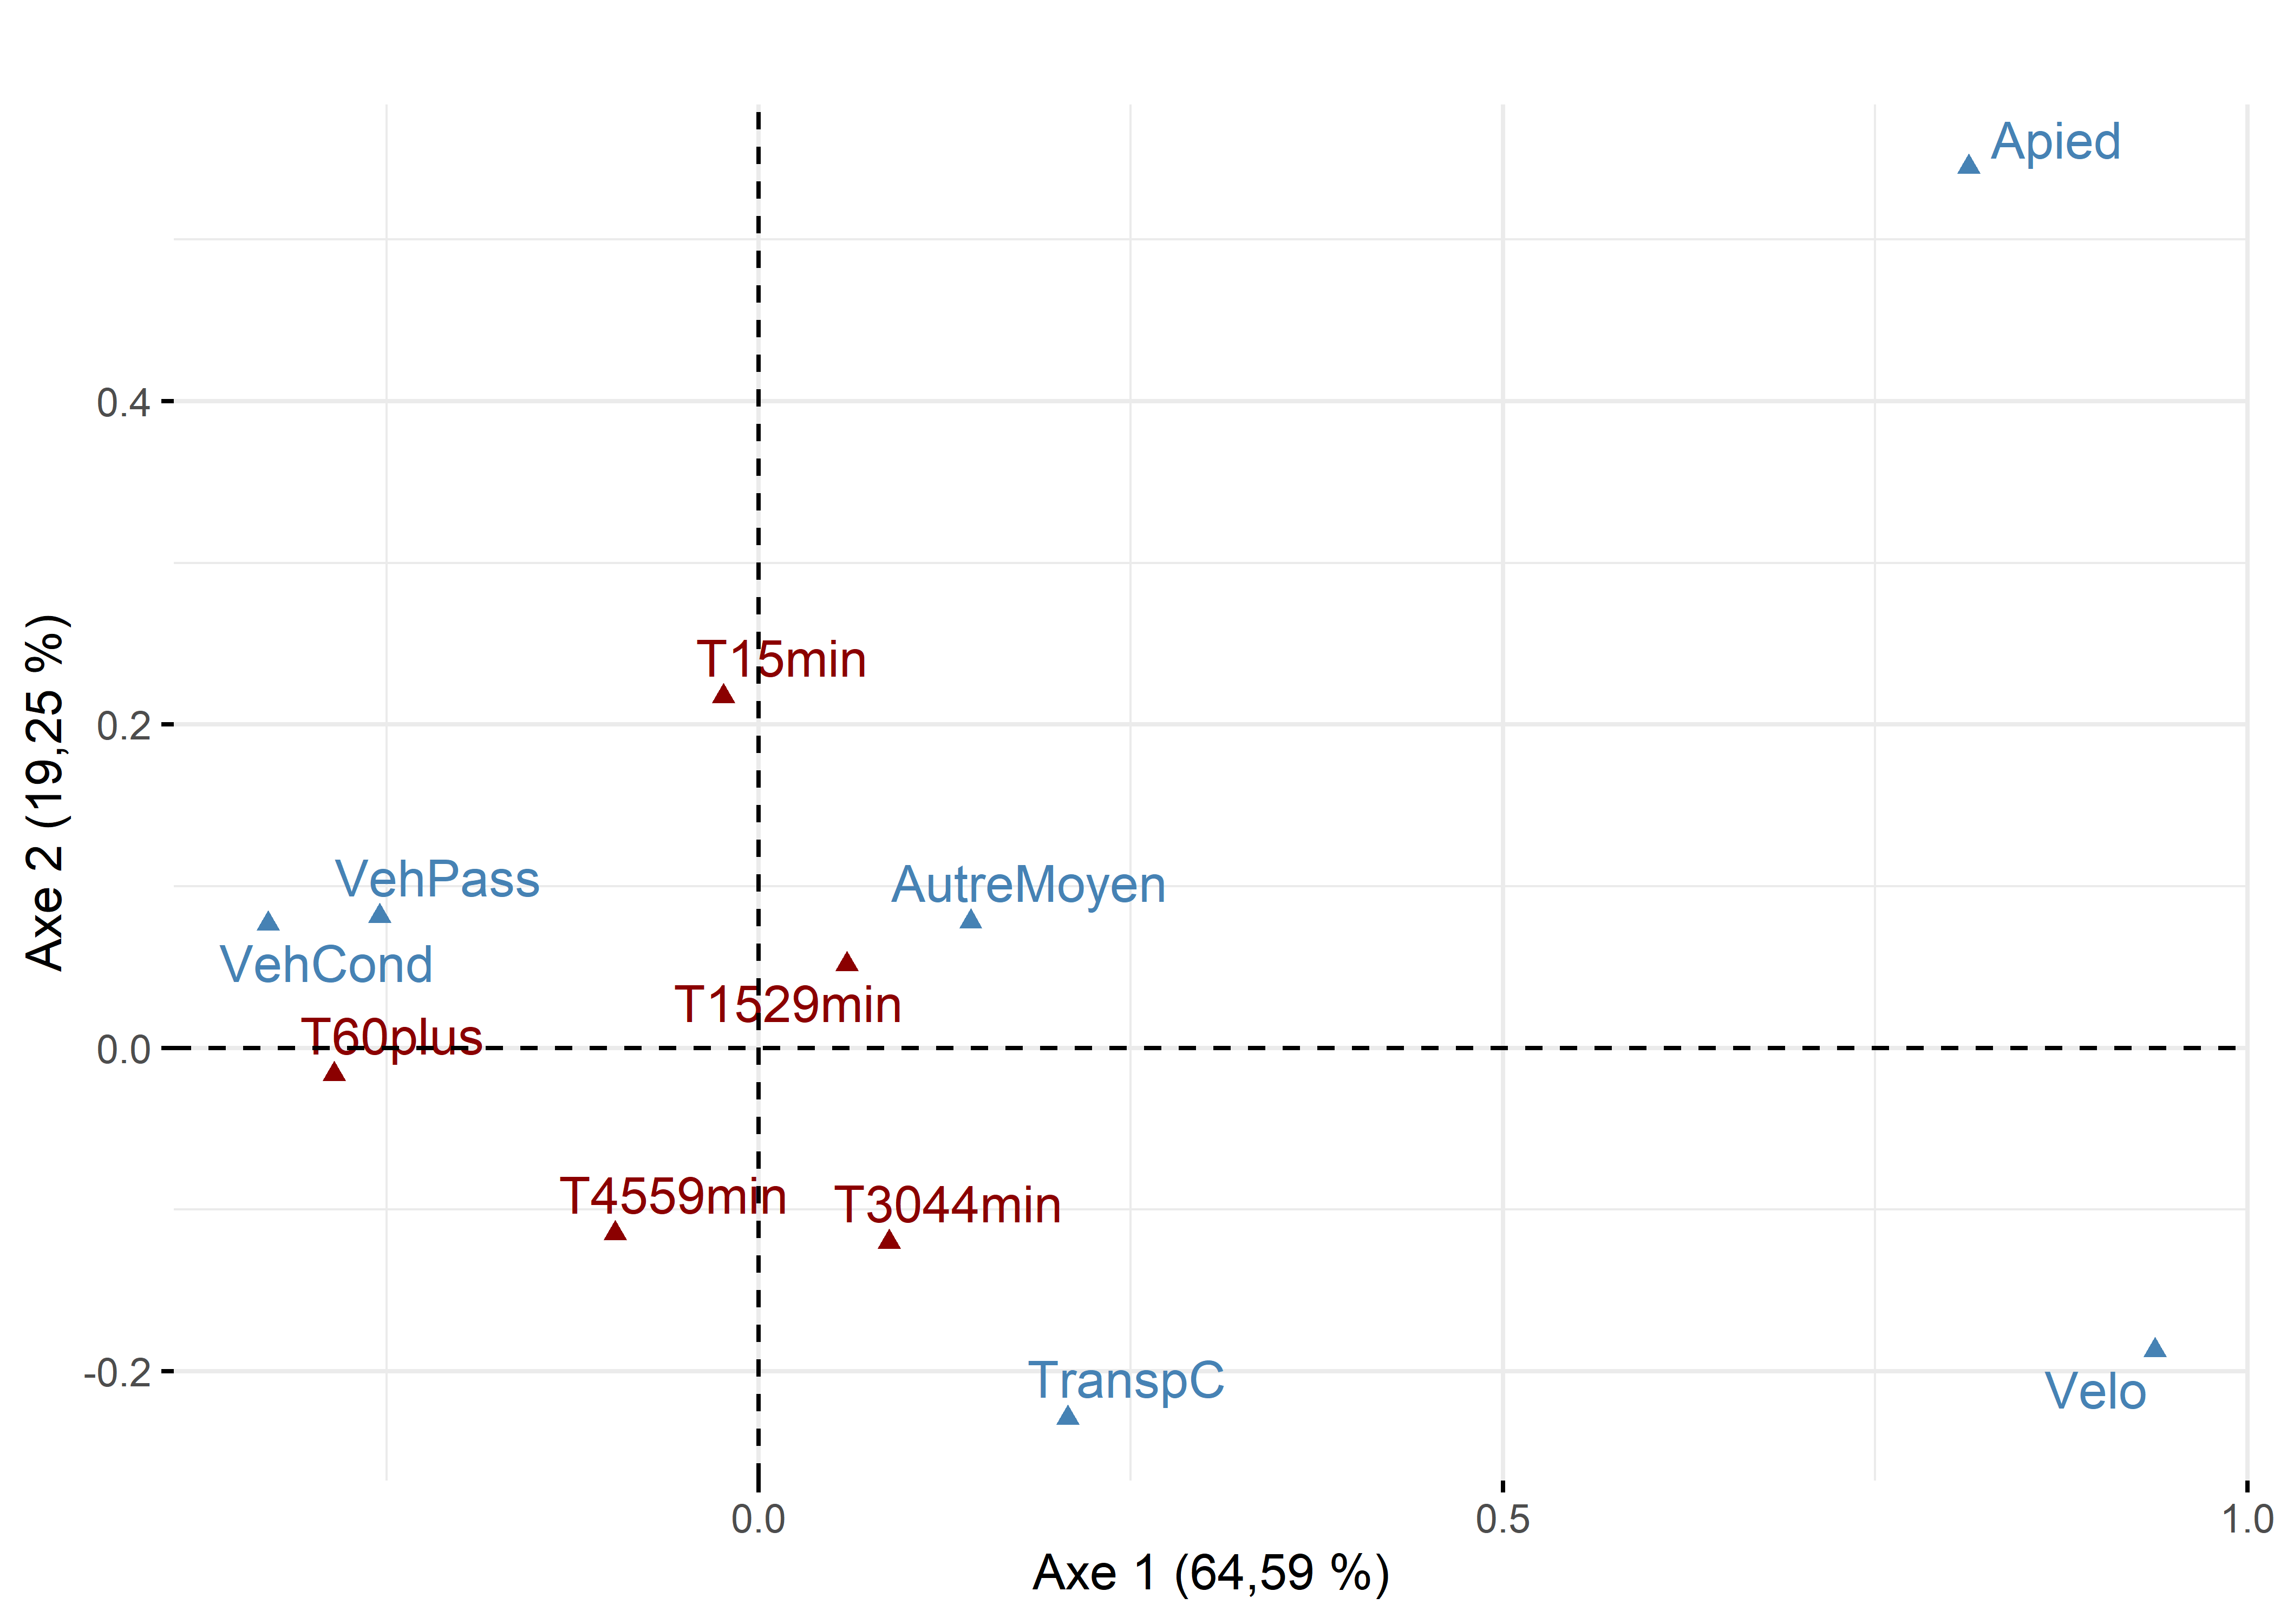 Apied
0.4
T15min
0.2
VehPass
AutreMoyen
VehCond
T1529min
T60plus
0.0
T4559min
T3044min
TranspC
-0.2
Velo
0.0
0.5
1.0
Axe 1 (64,59 %)
Axe 2 (19,25 %)